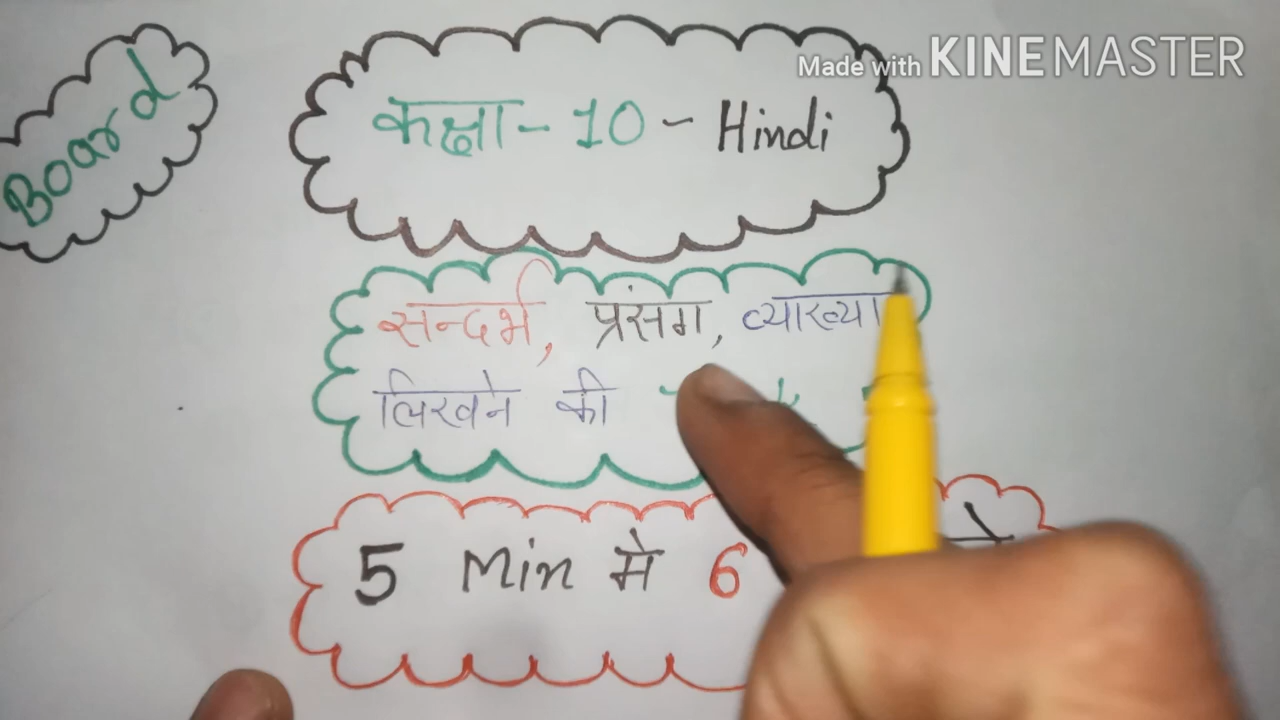 Made with KINEMASTER
Board
कक्षा - 10 - Hindi
सन्दर्भ, प्रसंग, व्याख्या
लिखने की
5 Min मे 6